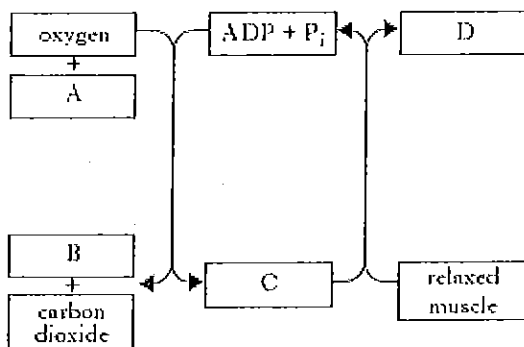 oxygen
+
A
ADP + Pi
D
B
+
carbon
dioxide
C
relaxed
muscle